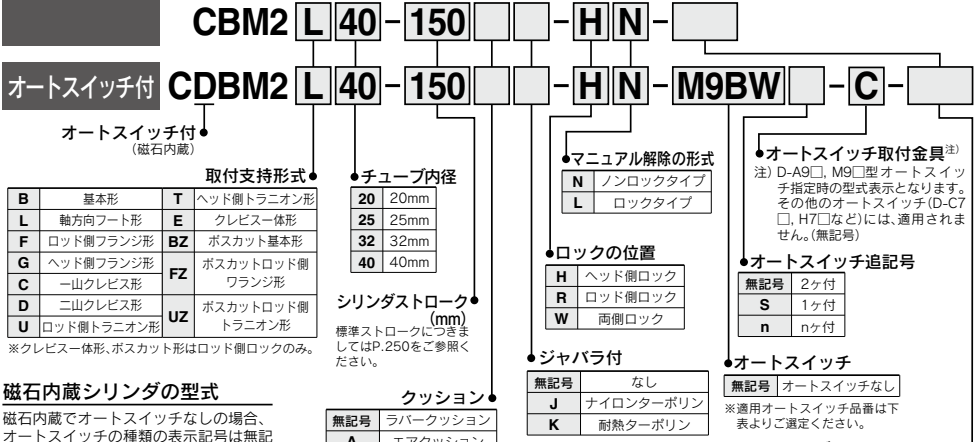 CBM2 L 40-150 -H N-
オートスイッチ付 CDBM2 L 40-150 -H N-M9BW -C-
オートスイッチ付
(磁石内蔵)
取付支持形式
B 基本形 T ヘッド側トラニオン形
L 軸方向フート形 E クレビス一体形
F ロッド側フランジ形 BZ ボスカット基本形
G ヘッド側フランジ形 FZ ボスカットロッド側
C 一山クレビス形 ワランジ形
D 二山クレビス形 UZ ボスカットロッド側
U ロッド側トラニオン形 トラニオン形
※クレビス一体形、ボスカット形はロッド側ロックのみ。
磁石内蔵シリンダの型式
磁石内蔵でオートスイッチなしの場合、
オートスイッチの種類の表示記号は無記
チューブ内径
20 20mm
25 25mm
32 32mm
40 40mm
シリンダストローク
(mm)
標準ストロークにつきま
してはP.250をご参照く
ださい。
クッション
無記号 ラバークッション
A エアクッション
マニュアル解除の形式
N ノンロックタイプ
L ロックタイプ
ロックの位置
H ヘッド側ロック
R ロッド側ロック
W 両側ロック
ジャバラ付
無記号 なし
J ナイロンターポリン
K 耐熱ターポリン
オートスイッチ取付金具注)
注) D-A9□, M9□型オートスイッ
チ指定時の型式表示となります。
その他のオートスイッチ(D-C7
□, H7□など)には、適用されま
せん。(無記号)
オートスイッチ追記号
無記号 2ヶ付
S 1ヶ付
n nヶ付
オートスイッチ
無記号 オートスイッチなし
※適用オートスイッチ品番は下
表よりご選定ください。